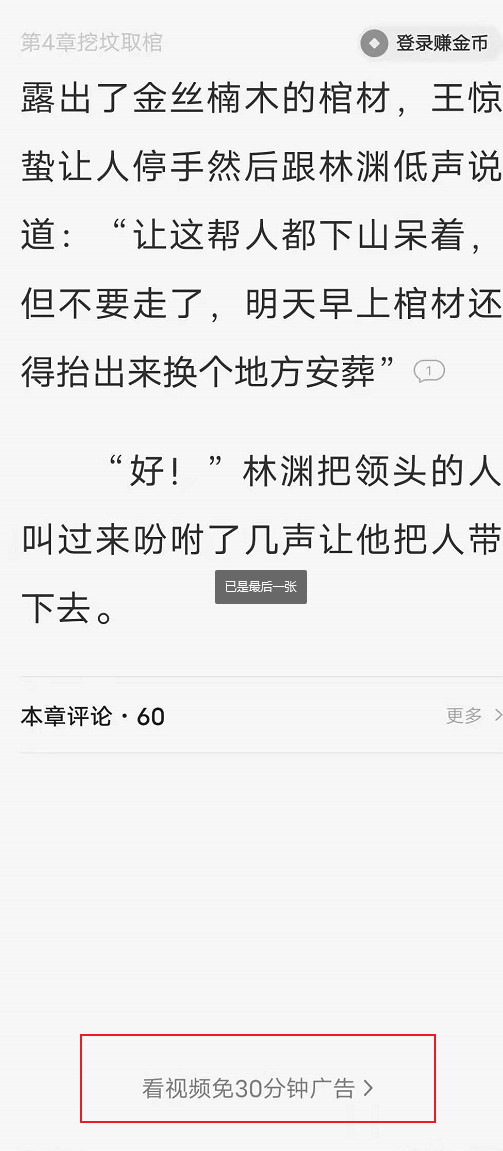 第4章挖坟取棺
登录赚金币
露出了金丝楠木的棺材，王惊
蛰让人停手然后跟林渊低声说
道：“让这帮人都下山呆着，
但不要走了，明天早上棺材还
得抬出来换个地方安葬”
1
“好！”林渊把领头的人
叫过来吩咐了几声让他把人带
已是最后一张
下去。
本章评论·60
更多
看视频免30分钟广告